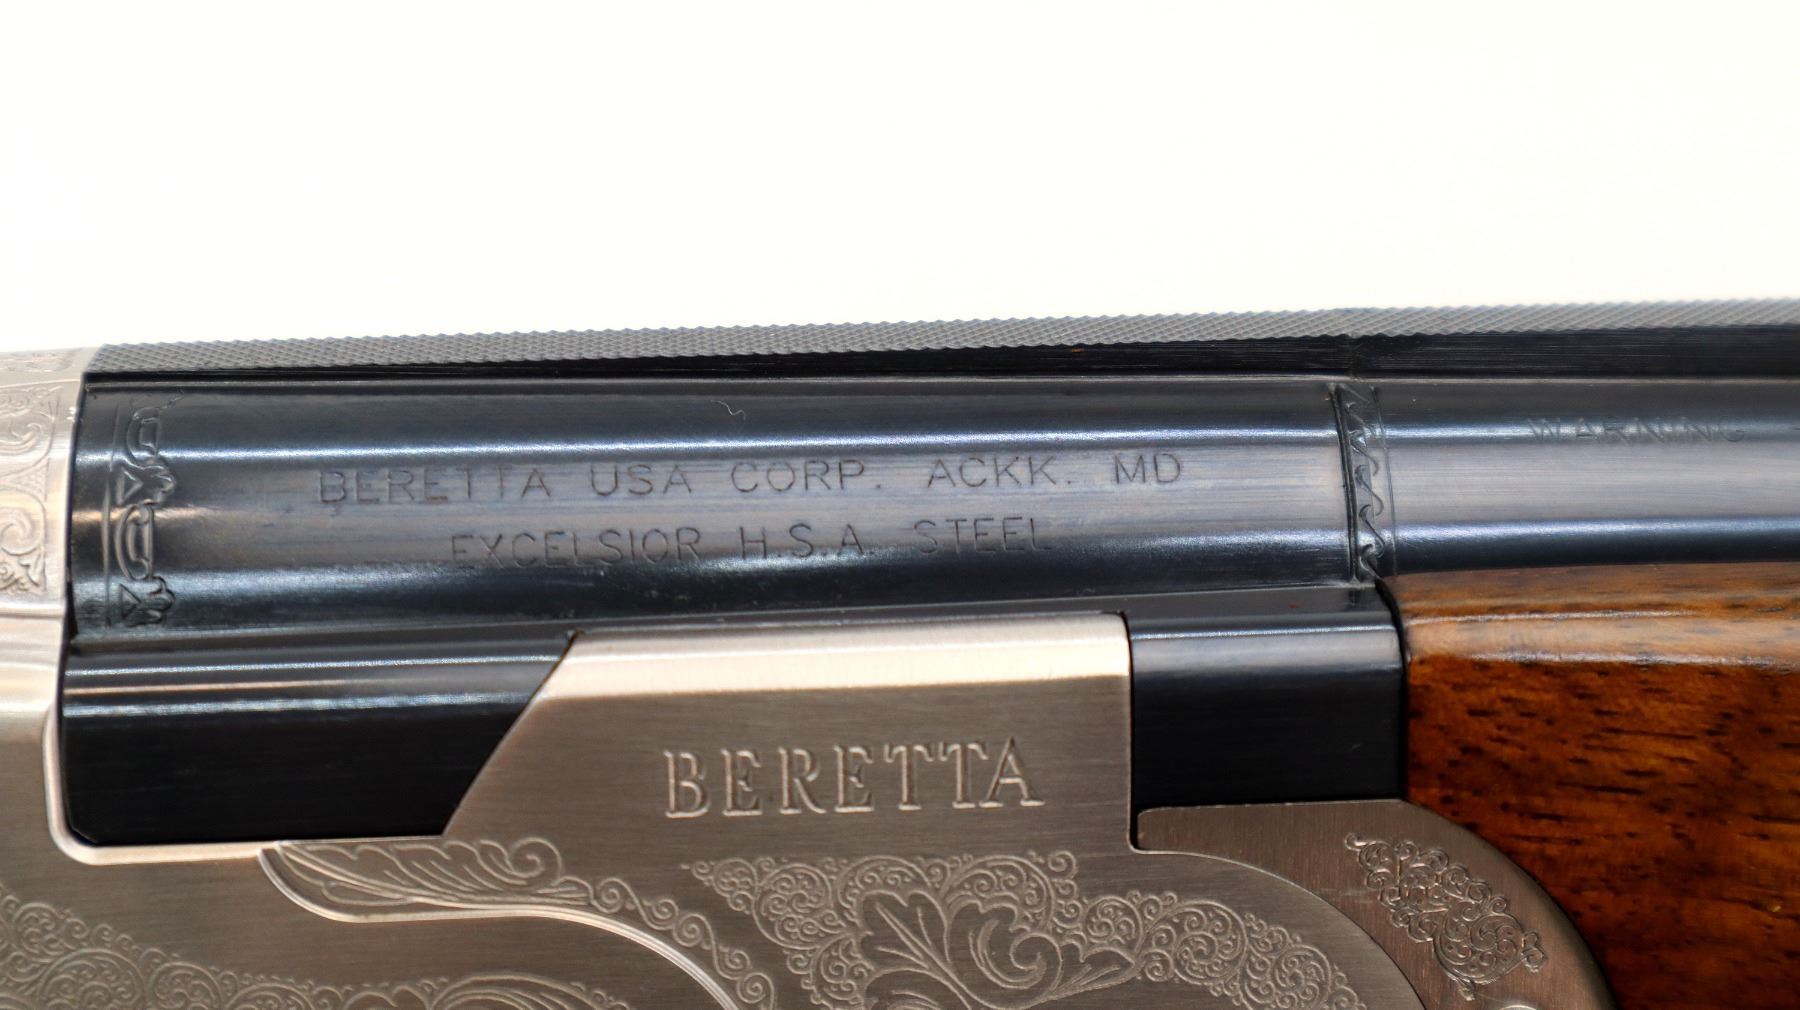 BERETTA USA CORP. ACKK. MD
EXCELSIOR H.S.A. STEEL
WARNING
BERETTA